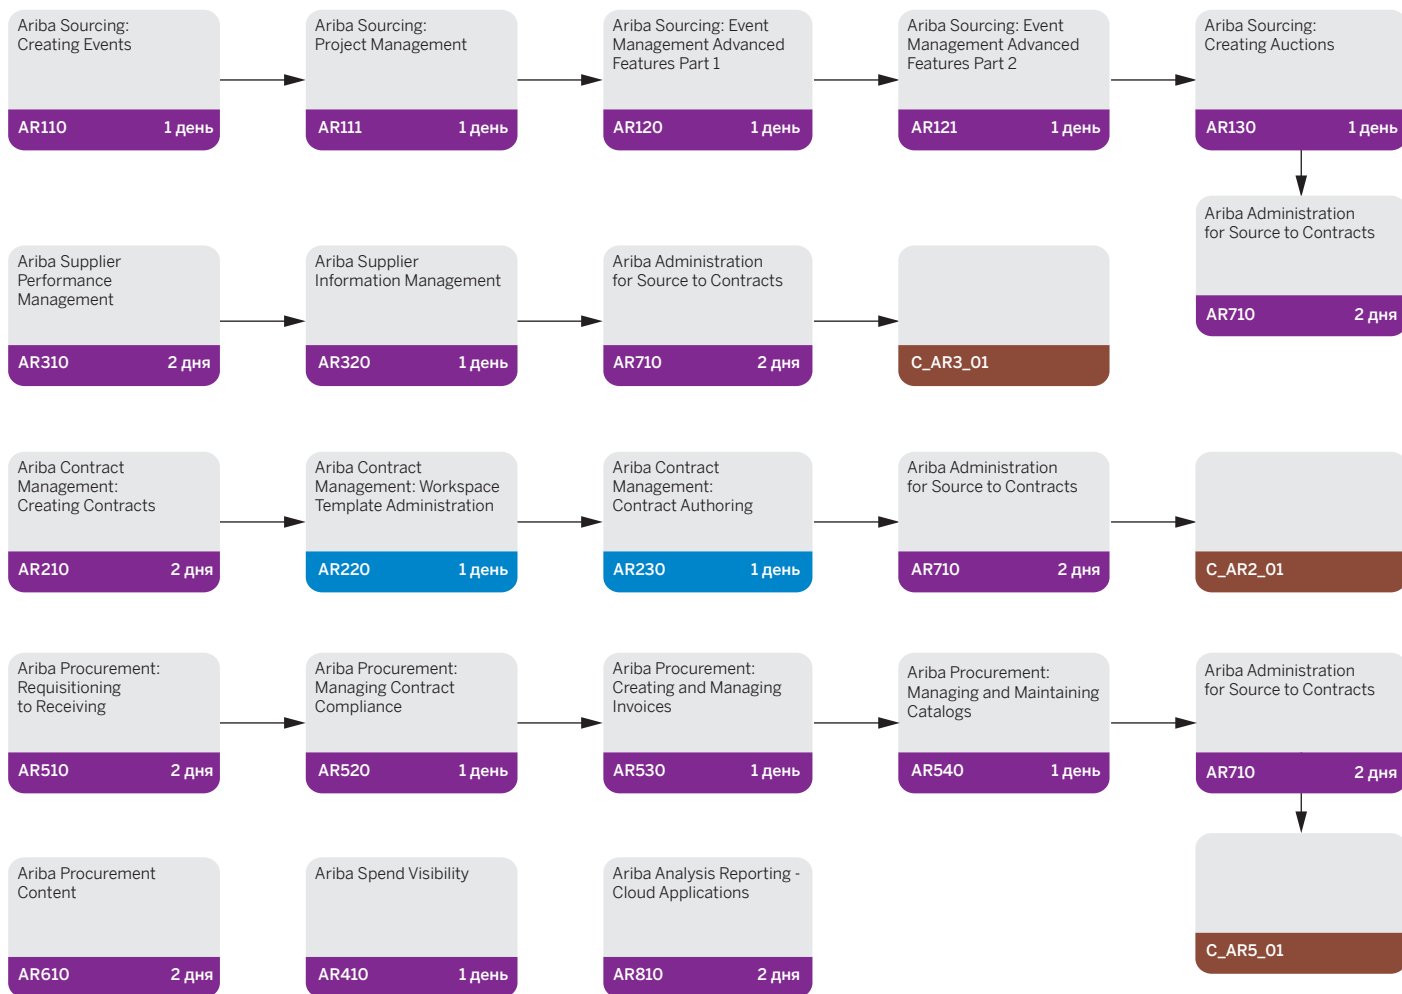 Ariba Sourcing:
Creating Events
AR110 1 день
Ariba Sourcing:
Project Management
AR111 1 день
Ariba Sourcing: Event
Management Advanced
Features Part 1
AR120 1 день
Ariba Sourcing: Event
Management Advanced
Features Part 2
AR121 1 день
Ariba Sourcing:
Creating Auctions
AR130 1 день
Ariba Administration
for Source to Contracts
AR710 2 дня
Ariba Supplier
Performance
Management
AR310 2 дня
Ariba Supplier
Information Management
AR320 1 день
Ariba Administration
for Source to Contracts
AR710 2 дня
C_AR3_01
Ariba Contract
Management:
Creating Contracts
AR210 2 дня
Ariba Contract
Management: Workspace
Template Administration
AR220 1 день
Ariba Contract
Management:
Contract Authoring
AR230 1 день
Ariba Administration
for Source to Contracts
AR710 2 дня
C_AR2_01
Ariba Procurement:
Requisitioning
to Receiving
AR510 2 дня
Ariba Procurement:
Managing Contract
Compliance
AR520 1 день
Ariba Procurement:
Creating and Managing
Invoices
AR530 1 день
Ariba Procurement:
Managing and Maintaining
Catalogs
AR540 1 день
Ariba Administration
for Source to Contracts
AR710 2 дня
C_AR5_01
Ariba Procurement
Content
AR610 2 дня
Ariba Spend Visibility
AR410 1 день
Ariba Analysis Reporting -
Cloud Applications
AR810 2 дня